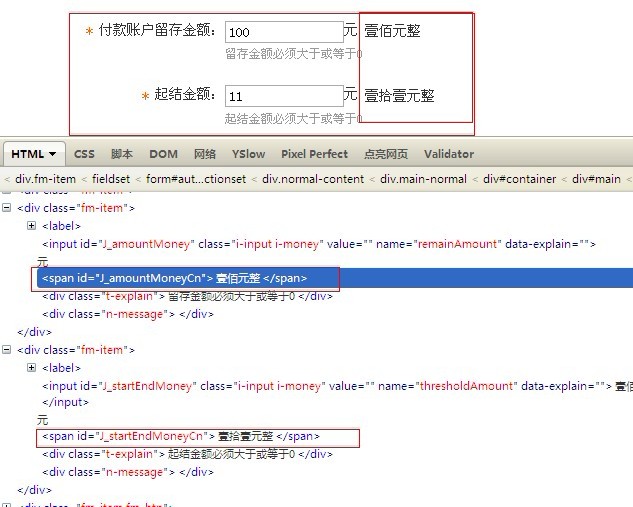 * 付款账户留存金额： 100 元 壹佰元整
留存金额必须大于或等于0
* 起结金额： 11 元 壹拾壹元整
起结金额必须大于或等于0
HTML CSS 脚本 DOM 网络 YSlow Pixel Perfect 点亮网页 Validator
< div.fm-item < fieldset < form#aut...ctionset < div.normal-content < div.main-normal < div#container < div#main <
<div class="fm-item">
<label>
<input id="J_amountMoney" class="i-input i-money" value="" name="remainAmount" data-explain="">
元
<span id="J_amountMoneyCn"> 壹佰元整 </span>
<div class="t-explain"> 留存金额必须大于或等于0 </div>
<div class="n-message"> </div>
</div>
<div class="fm-item">
<label>
<input id="J_startEndMoney" class="i-input i-money" value="" name="thresholdAmount" data-explain=""> 壹佰
</input>
元
<span id="J_startEndMoneyCn"> 壹拾壹元整 </span>
<div class="t-explain"> 起结金额必须大于或等于0 </div>
<div class="n-message"> </div>
</div>
<div class="fm-item fm-btn">